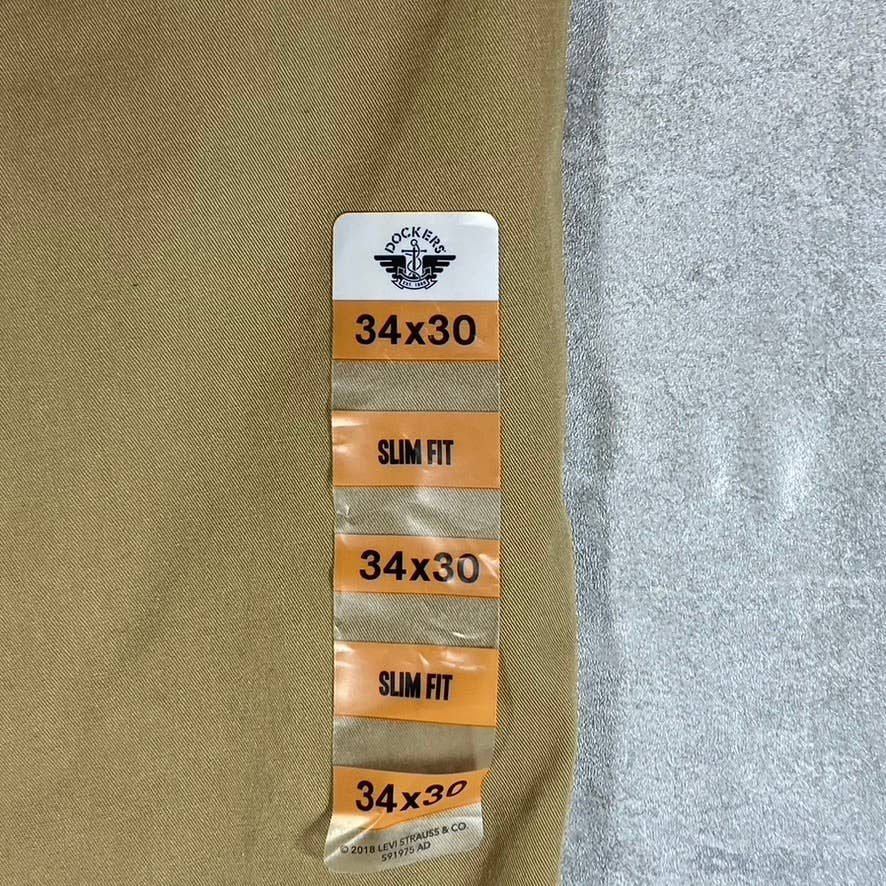 DOCKERS
EST. 1986
34x30
SLIM FIT
34x30
SLIM FIT
34x30
© 2018 LEVI STRAUSS & CO.
591975 AD